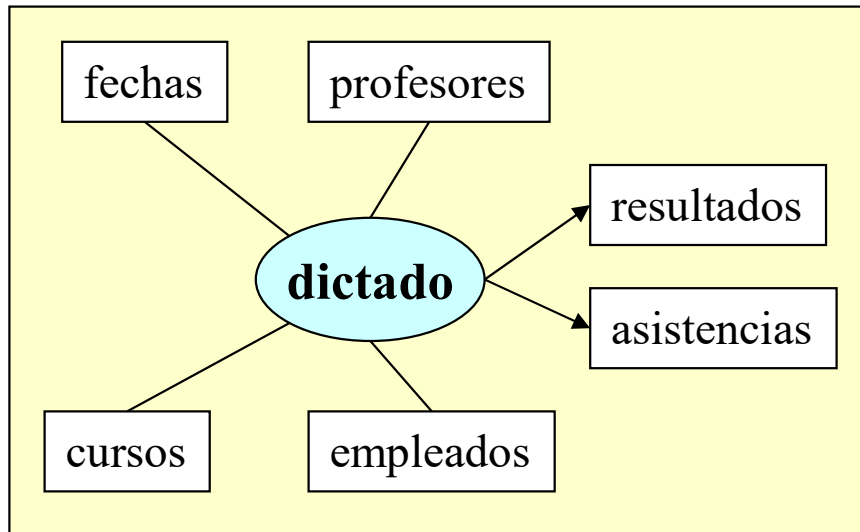 fechas
profesores
resultados
dictado
asistencias
cursos
empleados